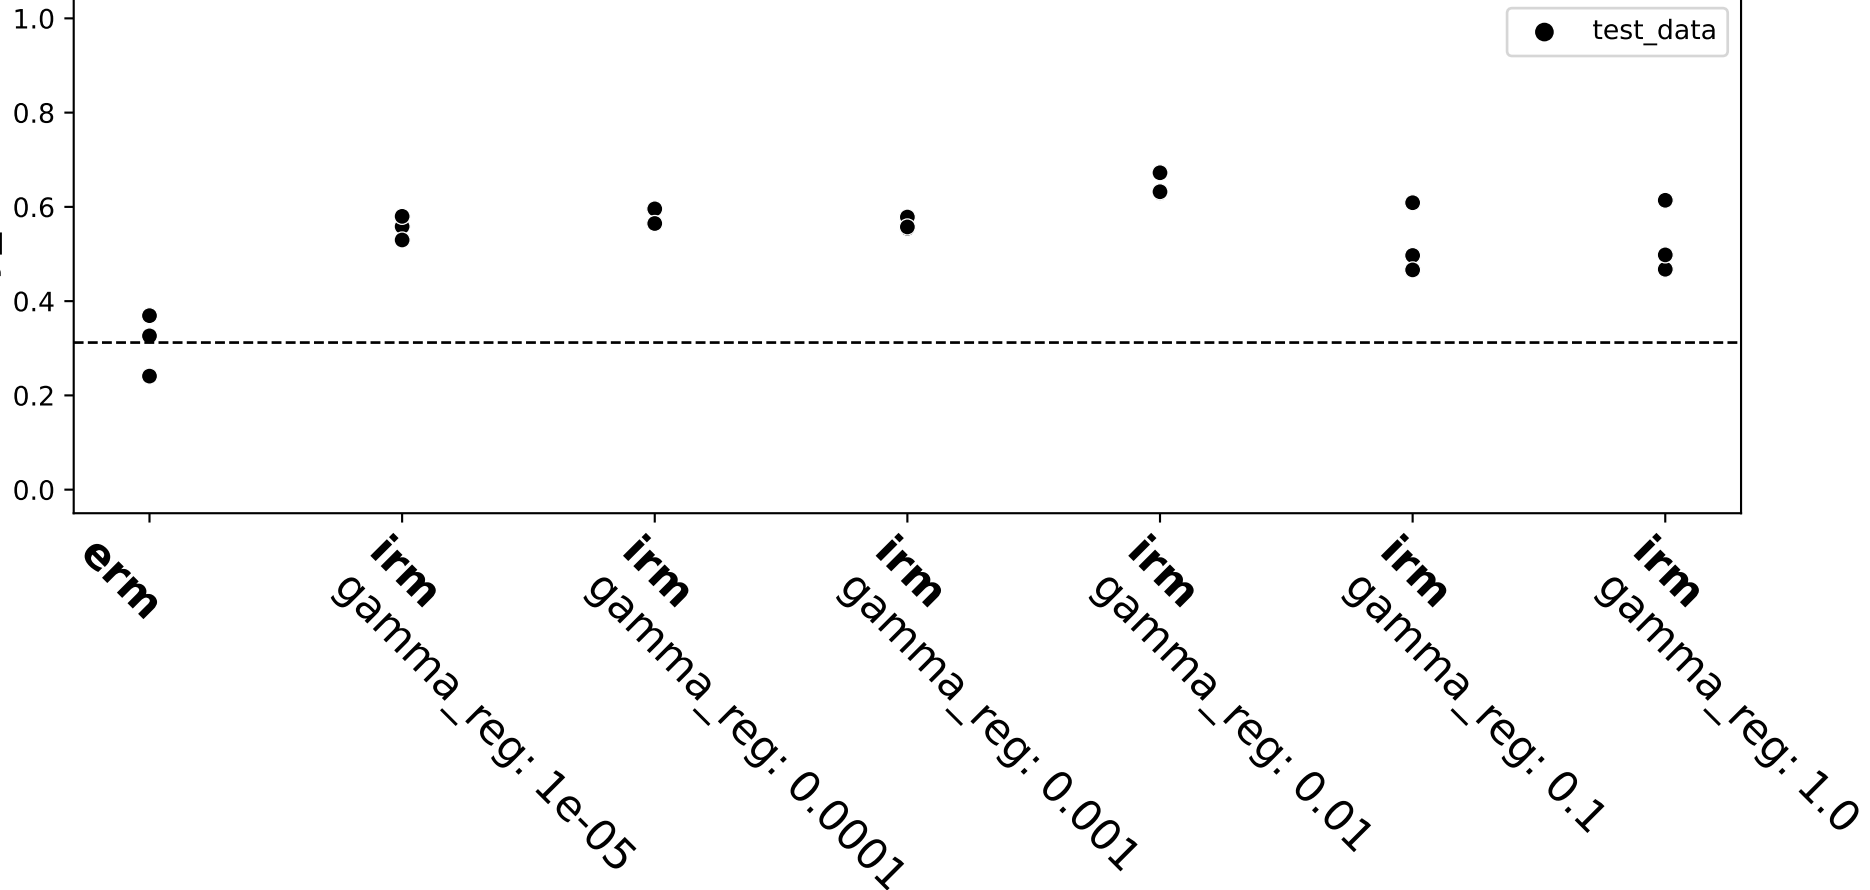 1.0
0.8
0.6
0.4
0.2
0.0
test_data
erm
irm
gamma_reg: 1e-05
irm
gamma_reg: 0.0001
irm
gamma_reg: 0.001
irm
gamma_reg: 0.01
irm
gamma_reg: 0.1
irm
gamma_reg: 1.0